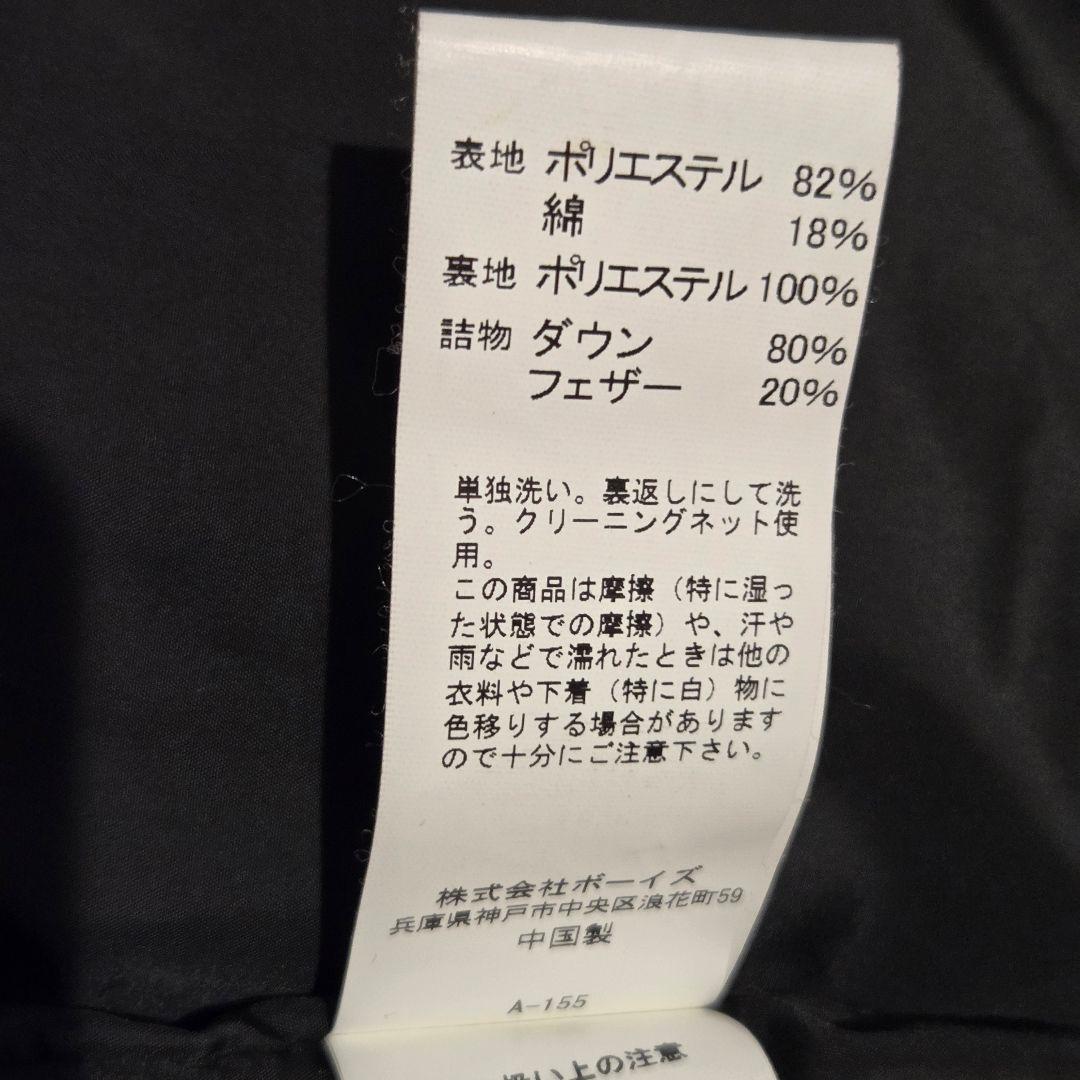 表地 ポリエステル 82%
綿 18%
裏地 ポリエステル 100%
詰物 ダウン 80%
フェザー 20%
単独洗い。裏返しにして洗
う。クリーニングネット使
用。
この商品は摩擦（特に湿っ
た状態での摩擦）や、汗や
雨などで濡れたときは他の
衣料や下着（特に白）物に
色移りする場合があります
ので十分にご注意下さい。
株式会社ボーイズ
兵庫県神戸市中央区浪花町59
中国製
A-155
扱い上の注意